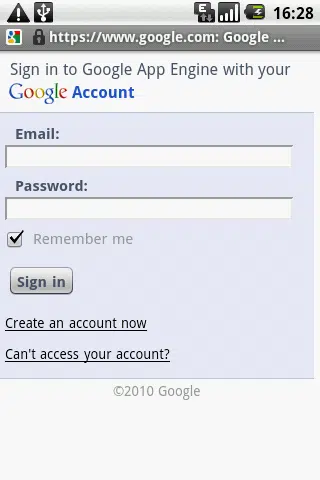 E
16:28
https://www.google.com: Google ...
Sign in to Google App Engine with your
Google Account
Email:
Password:
Remember me
Sign in
Create an account now
Can't access your account?
©2010 Google